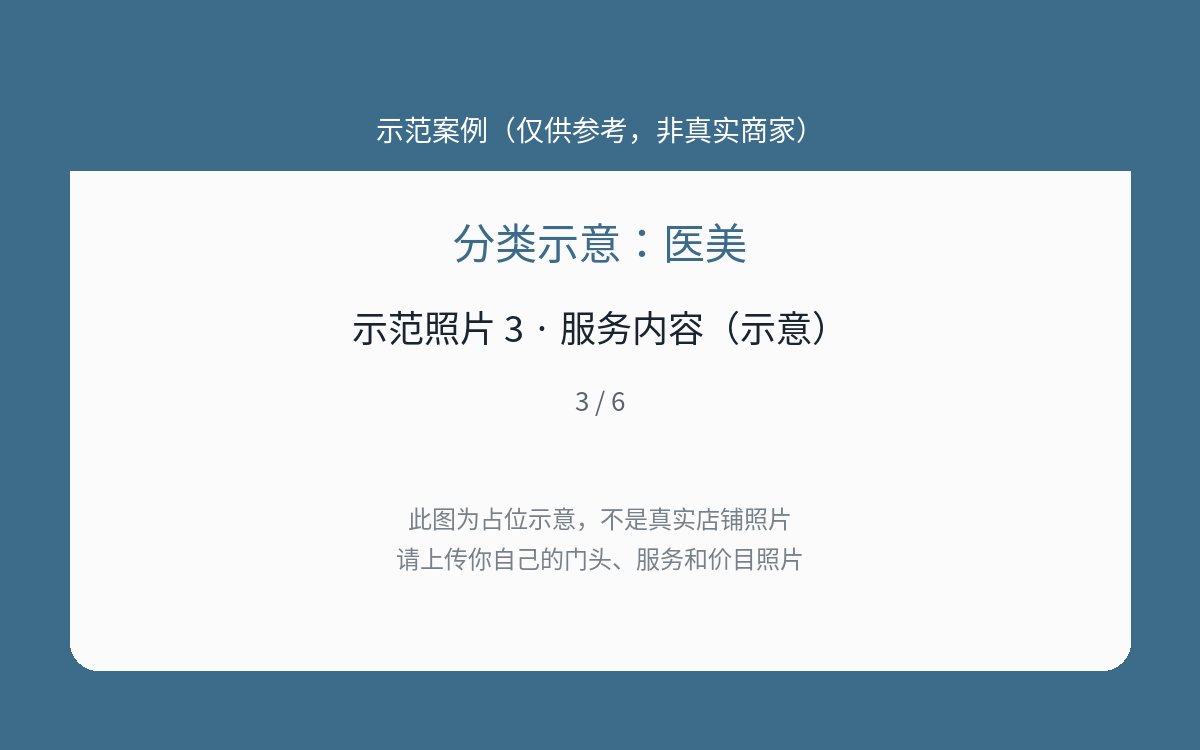 示范案例（仅供参考，非真实商家）
分类示意：医美
示范照片 3 · 服务内容（示意）
3 / 6
此图为占位示意，不是真实店铺照片
请上传你自己的门头、服务和价目照片